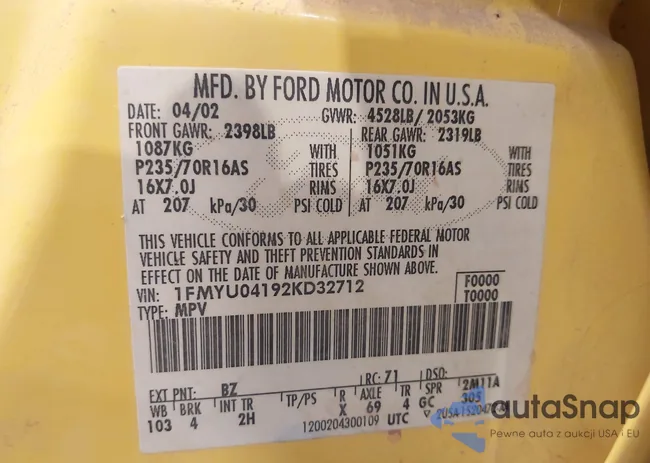 MFD. BY FORD MOTOR CO. IN U.S.A.
DATE: 04/02 GVWR: 4528LB/ 2053KG
FRONT GAWR: 2398LB REAR GAWR: 2319LB
1087KG WITH 1051KG WITH
P235/70R16AS TIRES P235/70R16AS TIRES
16X7.0J RIMS 16X7.0J RIMS
AT 207 kPa/30 PSI COLD AT 207 kPa/30 PSI COLD
THIS VEHICLE CONFORMS TO ALL APPLICABLE FEDERAL MOTOR
VEHICLE SAFETY AND THEFT PREVENTION STANDARDS IN
EFFECT ON THE DATE OF MANUFACTURE SHOWN ABOVE.
VIN: 1FMYU04192KD32712 F0000
TYPE: MPV T0000
EXT PNT: BZ RC: 71 DSO:
WB BRK INT TR TP/PS R AXLE TR SPR 2M11A
103 4 2H X 69 4 GC 305
1200204300109 UTC
autaSnap
Pewne auta z aukcji USA i EU